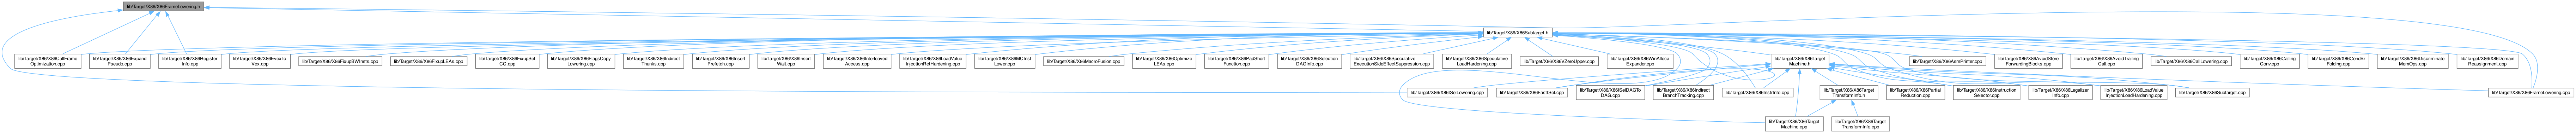 lib/Target/X86/X86FrameLowering.h
lib/Target/X86/X86Subtarget.h
lib/Target/X86/X86CallFrame
Optimization.cpp
lib/Target/X86/X86Expand
Pseudo.cpp
lib/Target/X86/X86Register
Info.cpp
lib/Target/X86/X86EvexTo
Vex.cpp
lib/Target/X86/X86FixupBWInsts.cpp
lib/Target/X86/X86FixupLEAs.cpp
lib/Target/X86/X86FixupSet
CC.cpp
lib/Target/X86/X86FlagsCopy
Lowering.cpp
lib/Target/X86/X86Indirect
Thunks.cpp
lib/Target/X86/X86Insert
Prefetch.cpp
lib/Target/X86/X86Insert
Wait.cpp
lib/Target/X86/X86Interleaved
Access.cpp
lib/Target/X86/X86LoadValue
InjectionRetHardening.cpp
lib/Target/X86/X86MCInst
Lower.cpp
lib/Target/X86/X86MacroFusion.cpp
lib/Target/X86/X86Optimize
LEAs.cpp
lib/Target/X86/X86PadShort
Function.cpp
lib/Target/X86/X86Selection
DAGInfo.cpp
lib/Target/X86/X86Speculative
ExecutionSideEffectSuppression.cpp
lib/Target/X86/X86Speculative
LoadHardening.cpp
lib/Target/X86/X86VZeroUpper.cpp
lib/Target/X86/X86WinAlloca
Expander.cpp
lib/Target/X86/X86Target
Machine.h
lib/Target/X86/X86AsmPrinter.cpp
lib/Target/X86/X86AvoidStore
ForwardingBlocks.cpp
lib/Target/X86/X86AvoidTrailing
Call.cpp
lib/Target/X86/X86CallLowering.cpp
lib/Target/X86/X86Calling
Conv.cpp
lib/Target/X86/X86CondBr
Folding.cpp
lib/Target/X86/X86Discriminate
MemOps.cpp
lib/Target/X86/X86Domain
Reassignment.cpp
lib/Target/X86/X86ISelLowering.cpp
lib/Target/X86/X86FastISel.cpp
lib/Target/X86/X86ISelDAGTo
DAG.cpp
lib/Target/X86/X86Indirect
BranchTracking.cpp
lib/Target/X86/X86InstrInfo.cpp
lib/Target/X86/X86Target
TransformInfo.h
lib/Target/X86/X86Partial
Reduction.cpp
lib/Target/X86/X86Instruction
Selector.cpp
lib/Target/X86/X86Legalizer
Info.cpp
lib/Target/X86/X86LoadValue
InjectionLoadHardening.cpp
lib/Target/X86/X86Subtarget.cpp
lib/Target/X86/X86FrameLowering.cpp
lib/Target/X86/X86Target
Machine.cpp
lib/Target/X86/X86Target
TransformInfo.cpp